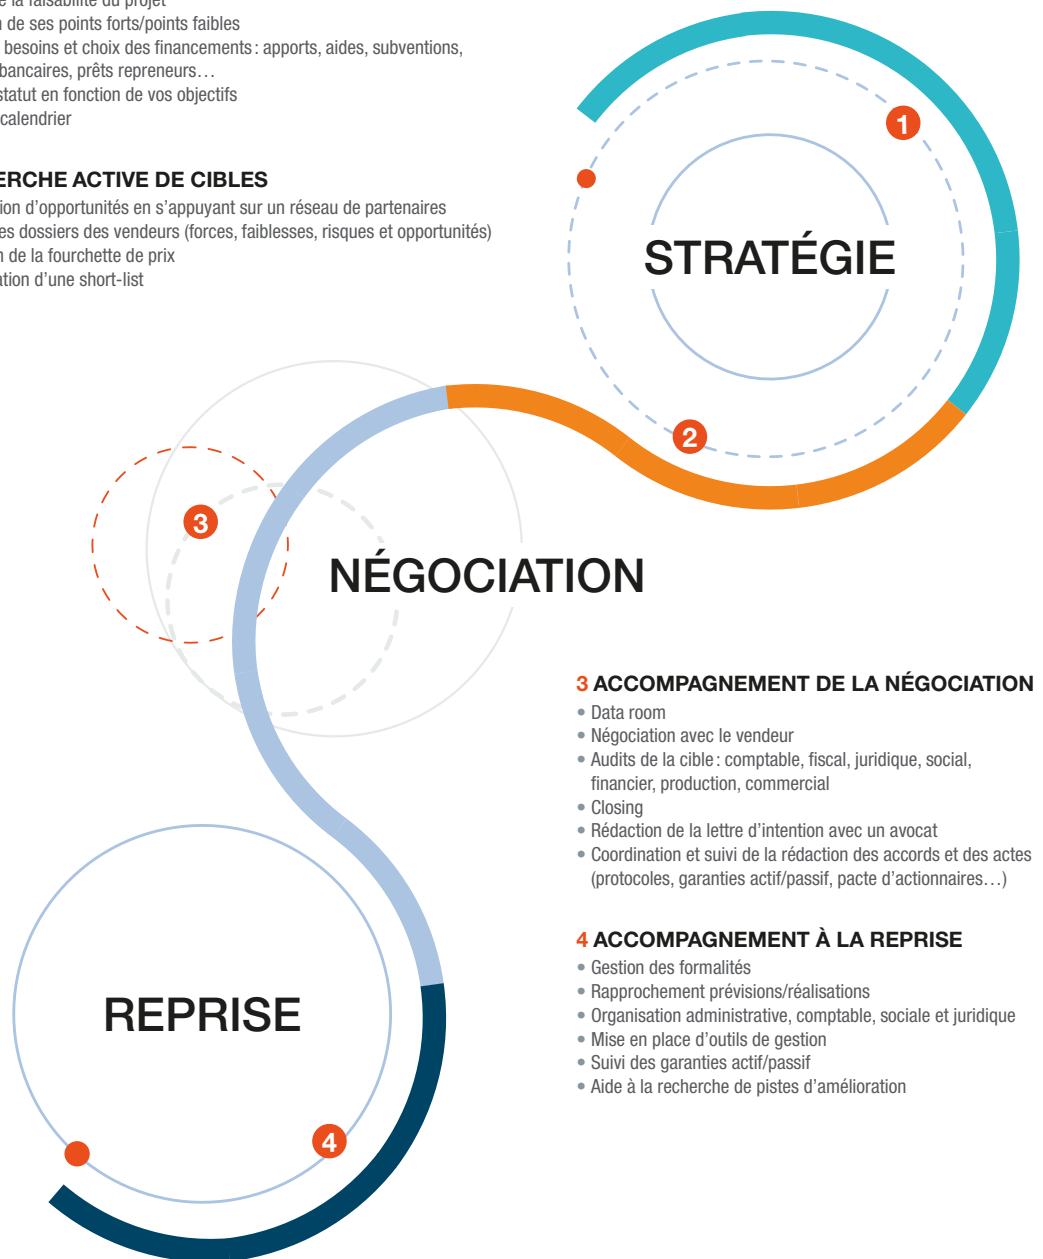 la faisabilité du projet
de ses points forts/points faibles
besoins et choix des financements : apports, aides, subventions,
bancaires, prêts repreneurs…
statut en fonction de vos objectifs
calendrier
ACTIVE DE CIBLES
d’opportunités en s’appuyant sur un réseau de partenaires
dossiers des vendeurs (forces, faiblesses, risques et opportunités)
de la fourchette de prix
d’une short-list
1
STRATÉGIE
2
3
NÉGOCIATION
3 ACCOMPAGNEMENT DE LA NÉGOCIATION
• Data room
• Négociation avec le vendeur
• Audits de la cible : comptable, fiscal, juridique, social,
financier, production, commercial
• Closing
• Rédaction de la lettre d’intention avec un avocat
• Coordination et suivi de la rédaction des accords et des actes
(protocoles, garanties actif/passif, pacte d’actionnaires…)
4 ACCOMPAGNEMENT À LA REPRISE
• Gestion des formalités
• Rapprochement prévisions/réalisations
• Organisation administrative, comptable, sociale et juridique
• Mise en place d’outils de gestion
• Suivi des garanties actif/passif
• Aide à la recherche de pistes d’amélioration
REPRISE
4